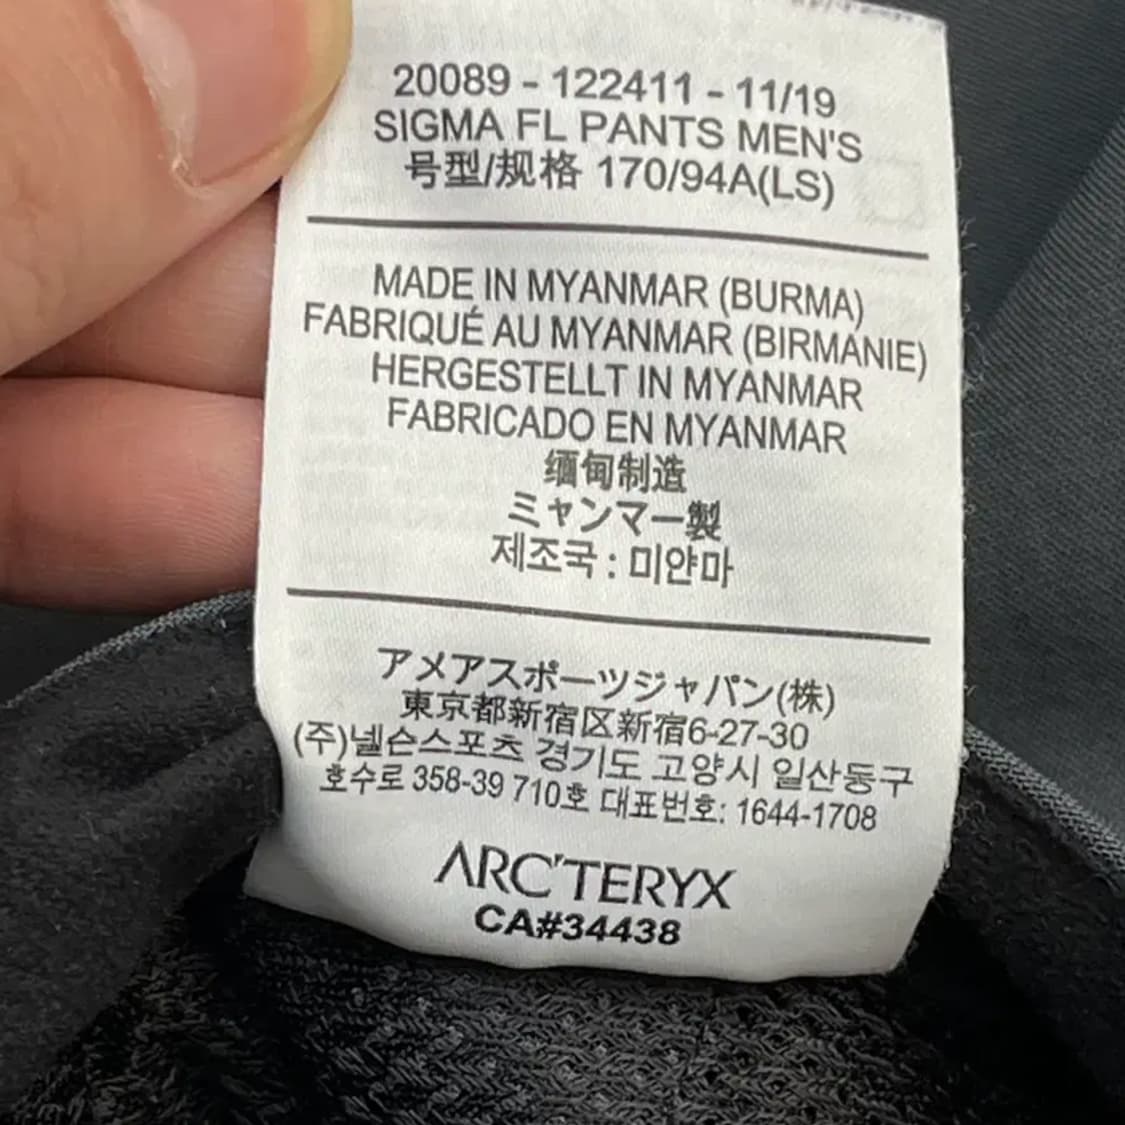 20089 - 122411 - 11/19
SIGMA FL PANTS MEN'S
号型/规格 170/94A(LS)
MADE IN MYANMAR (BURMA)
FABRIQUÉ AU MYANMAR (BIRMANIE)
HERGESTELLT IN MYANMAR
FABRICADO EN MYANMAR
缅甸制造
ミャンマー製
제조국 : 미얀마
アメアスポーツジャパン(株)
東京都新宿区新宿6-27-30
(주)넬슨스포츠 경기도 고양시 일산동구
호수로 358-39 710호 대표번호: 1644-1708
ARC'TERYX
CA#34438